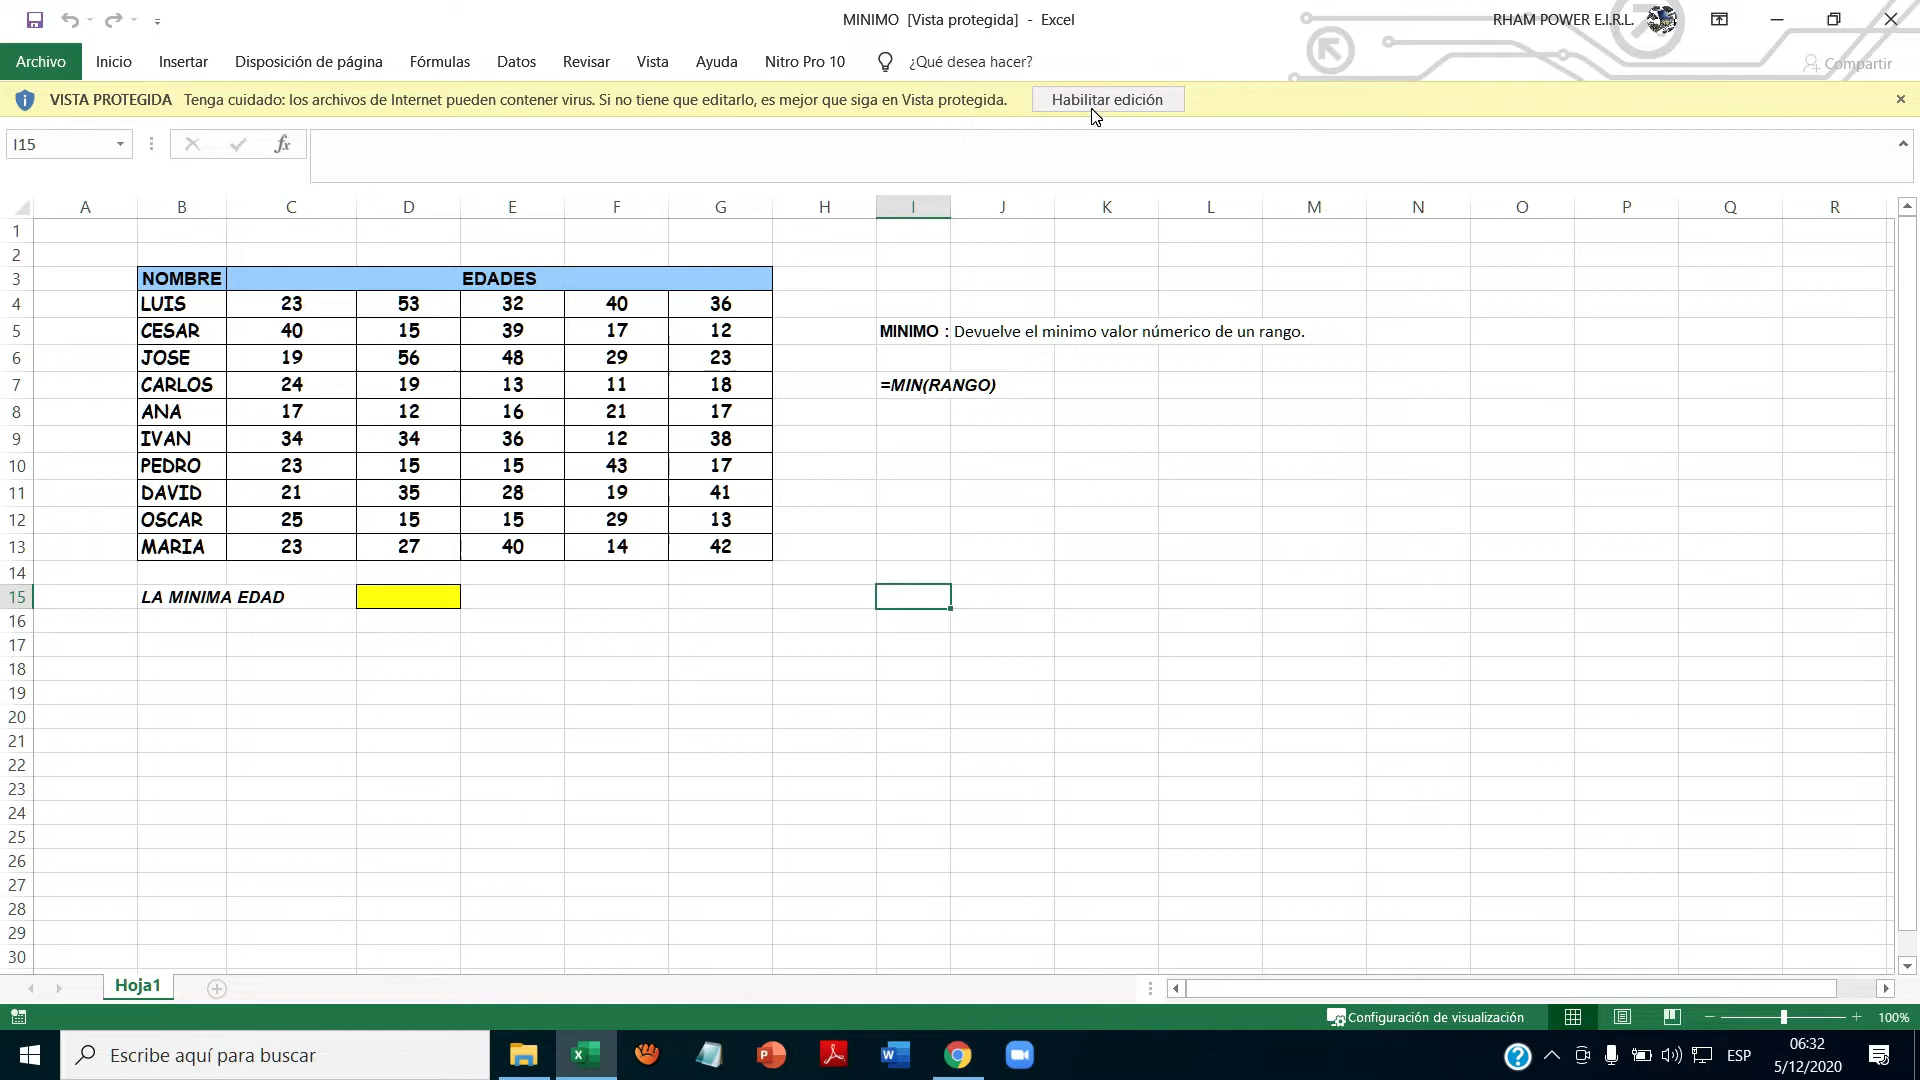 MINIMO [Vista protegida] - Excel
RHAM POWER E.I.R.L.
Archivo Inicio Insertar Disposición de página Fórmulas Datos Revisar Vista Ayuda Nitro Pro 10 ¿Qué desea hacer? Compartir
VISTA PROTEGIDA Tenga cuidado: los archivos de Internet pueden contener virus. Si no tiene que editarlo, es mejor que siga en Vista protegida. Habilitar edición
I15 fx
A B C D E F G H I J K L M N O P Q R
1
2
3 NOMBRE EDADES
4 LUIS 23 53 32 40 36
5 CESAR 40 15 39 17 12 MINIMO : Devuelve el minimo valor númerico de un rango.
6 JOSE 19 56 48 29 23
7 CARLOS 24 19 13 11 18 =MIN(RANGO)
8 ANA 17 12 16 21 17
9 IVAN 34 34 36 12 38
10 PEDRO 23 15 15 43 17
11 DAVID 21 35 28 19 41
12 OSCAR 25 15 15 29 13
13 MARIA 23 27 40 14 42
14
15 LA MINIMA EDAD
16
17
18
19
20
21
22
23
24
25
26
27
28
29
30
Hoja1
Configuración de visualización 100%
Escribe aquí para buscar
ESP
06:32
5/12/2020